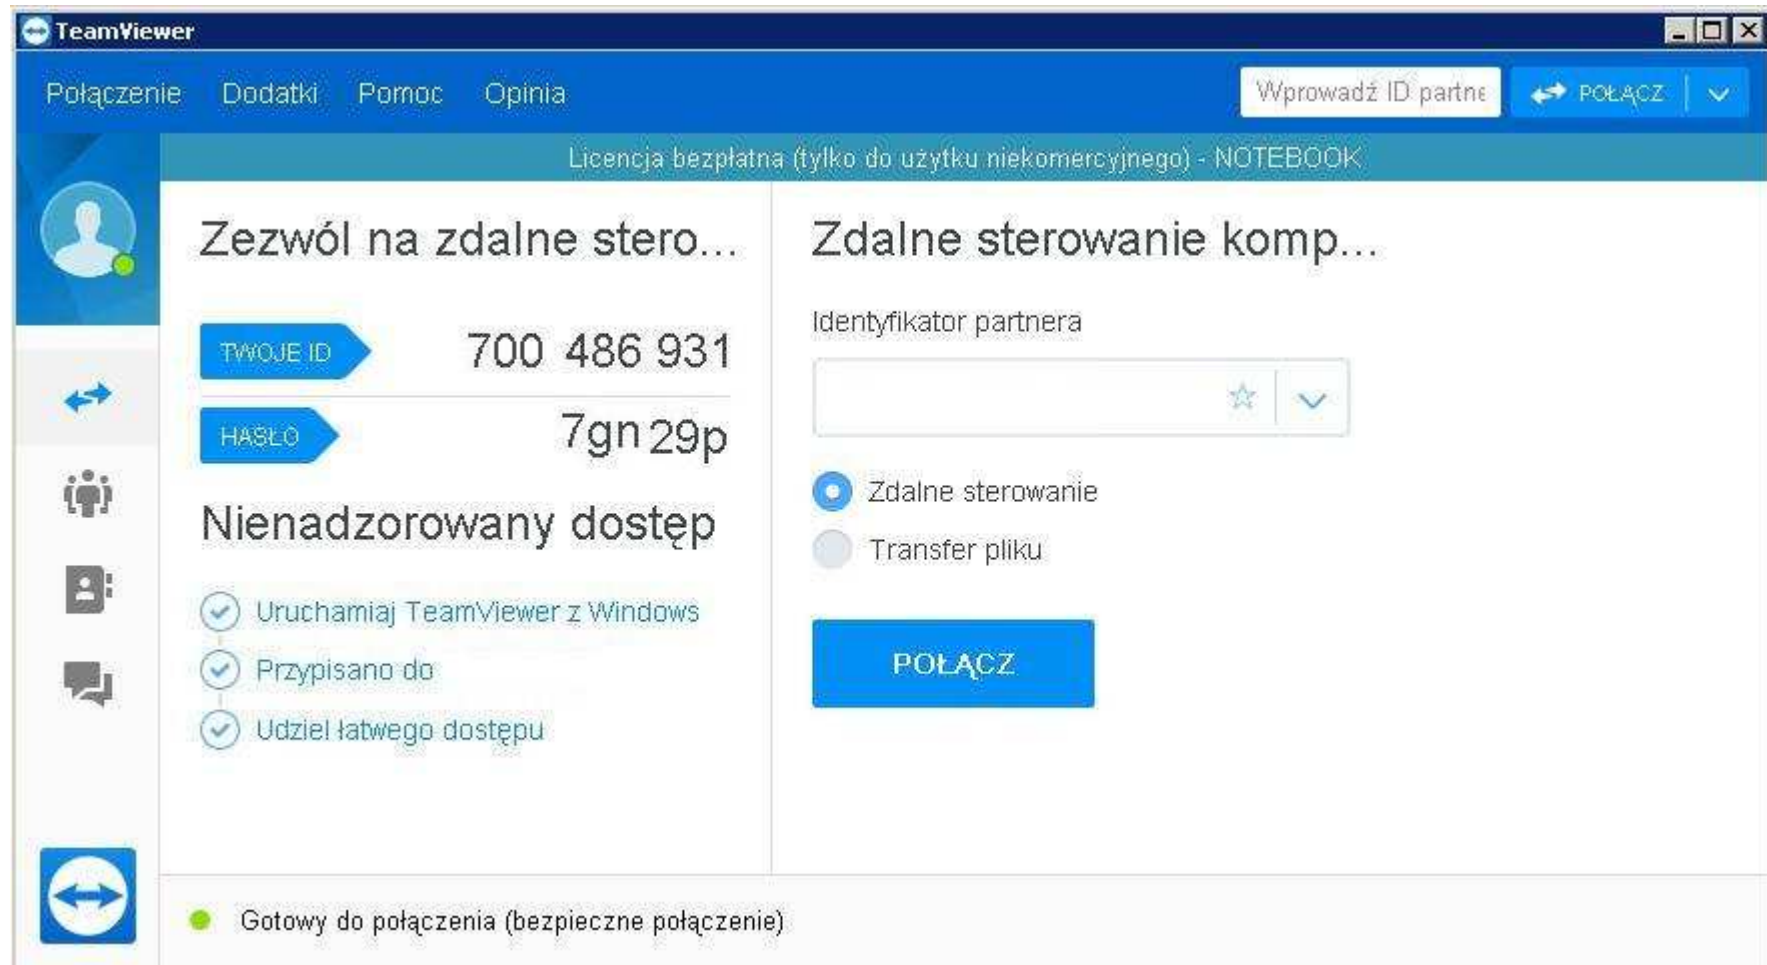 TeamViewer
Połączenie Dodatki Pomoc Opinia
Wprowadź ID partne
POŁĄCZ
Licencja bezpłatna (tylko do użytku niekomercyjnego) - NOTEBOOK
Zezwól na zdalne stero...
TWOJE ID 700 486 931
HASŁO 7gn29p
Nienadzorowany dostęp
Uruchamiaj TeamViewer z Windows
Przypisano do
Udziel łatwego dostępu
Zdalne sterowanie komp...
Identyfikator partnera
Zdalne sterowanie
Transfer pliku
POŁĄCZ
Gotowy do połączenia (bezpieczne połączenie)